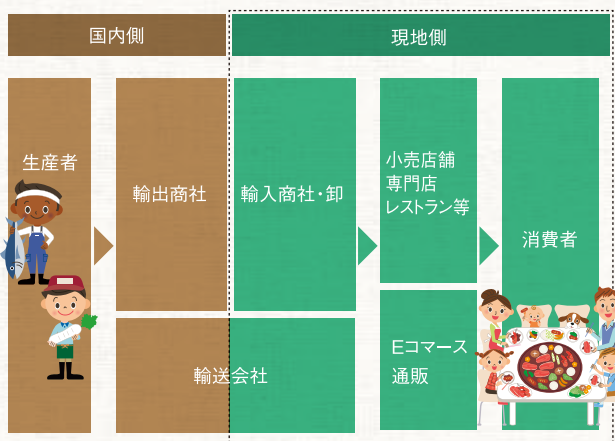 国内側
現地側
生産者
輸出商社
輸入商社・卸
小売店舗
専門店
レストラン等
消費者
輸送会社
Eコマース
通販